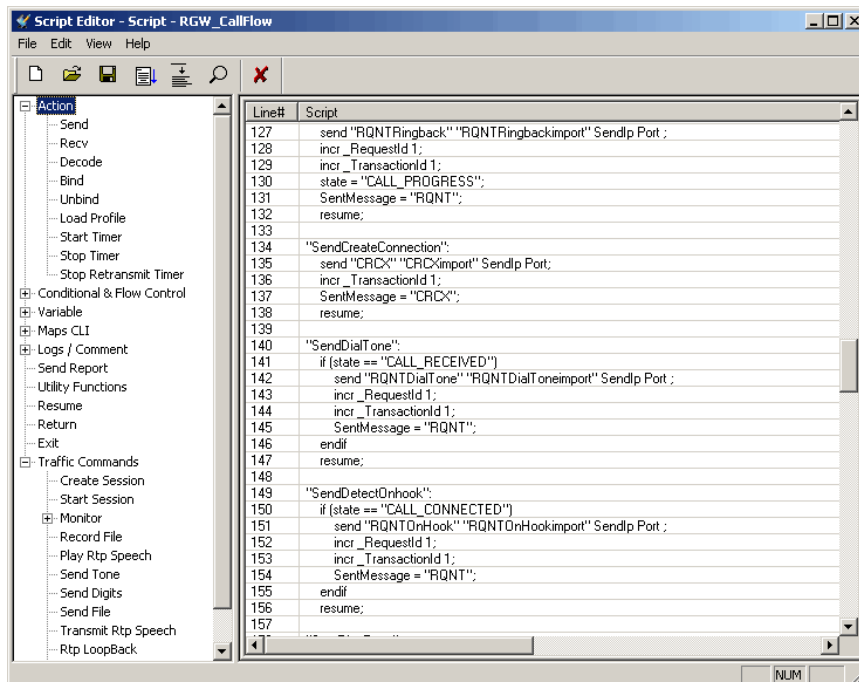 Script Editor - Script - RGW_CallFlow
File Edit View Help
Action
Send
Recv
Decode
Bind
Unbind
Load Profile
Start Timer
Stop Timer
Stop Retransmit Timer
Conditional & Flow Control
Variable
Maps CLI
Logs / Comment
Send Report
Utility Functions
Resume
Return
Exit
Traffic Commands
Create Session
Start Session
Monitor
Record File
Play Rtp Speech
Send Tone
Send Digits
Send File
Transmit Rtp Speech
Rtp LoopBack
Line# Script
127 send "RQNTRingback" "RQNTRingbackimport" SendIp Port ;
128 incr _RequestId 1;
129 incr _TransactionId 1;
130 state = "CALL_PROGRESS";
131 SentMessage = "RQNT";
132 resume;
133
134 "SendCreateConnection":
135 send "CRCX" "CRCXimport" SendIp Port;
136 incr _TransactionId 1;
137 SentMessage = "CRCX";
138 resume;
139
140 "SendDialTone":
141 if (state == "CALL_RECEIVED")
142 send "RQNTDialTone" "RQNTDialToneimport" SendIp Port ;
143 incr _RequestId 1;
144 incr _TransactionId 1;
145 SentMessage = "RQNT";
146 endif
147 resume;
148
149 "SendDetectOnhook":
150 if (state == "CALL_CONNECTED")
151 send "RQNTOnHook" "RQNTOnHookimport" SendIp Port ;
152 incr _RequestId 1;
153 incr _TransactionId 1;
154 SentMessage = "RQNT";
155 endif
156 resume;
157
NUM